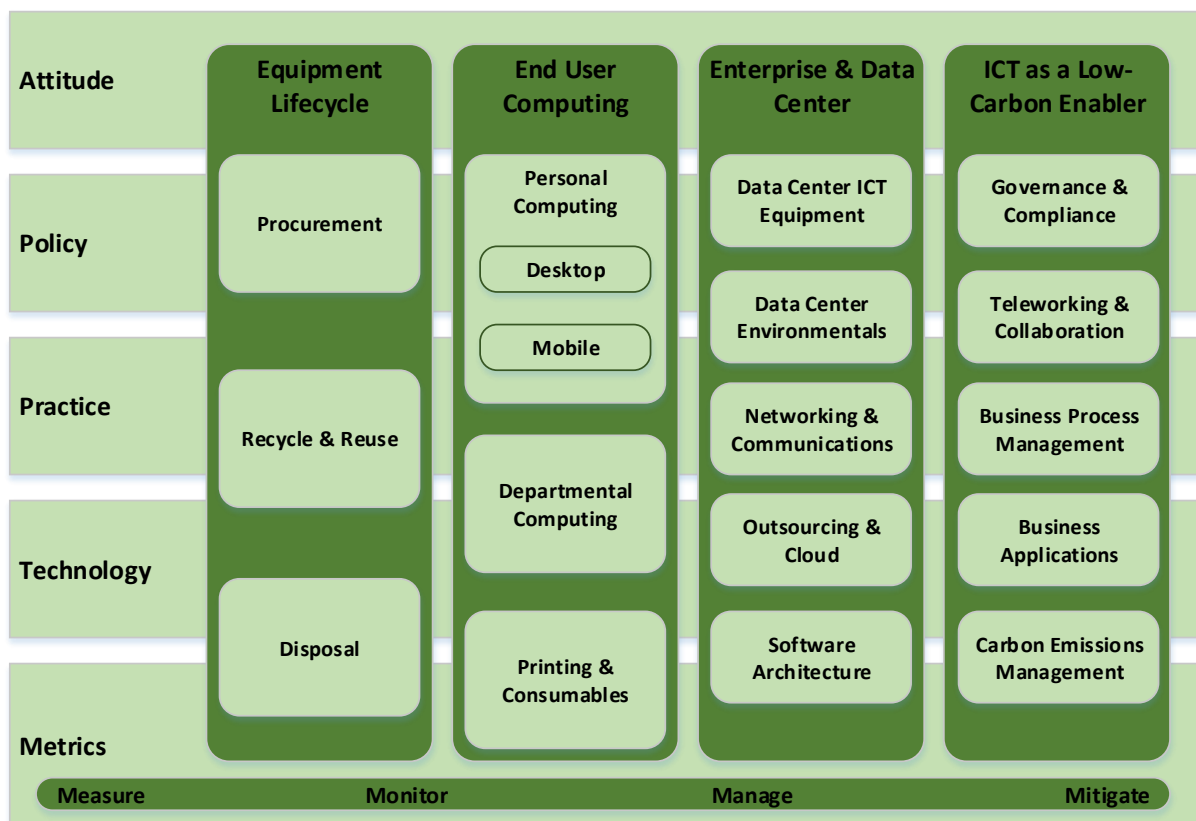 Attitude
Policy
Practice
Technology
Metrics
Equipment
Lifecycle
Procurement
Recycle & Reuse
Disposal
End User
Computing
Personal
Computing
Desktop
Mobile
Departmental
Computing
Printing &
Consumables
Enterprise & Data
Center
Data Center ICT
Equipment
Data Center
Environmentals
Networking &
Communications
Outsourcing &
Cloud
Software
Architecture
ICT as a Low-
Carbon Enabler
Governance &
Compliance
Teleworking &
Collaboration
Business Process
Management
Business
Applications
Carbon Emissions
Management
Measure Monitor Manage Mitigate